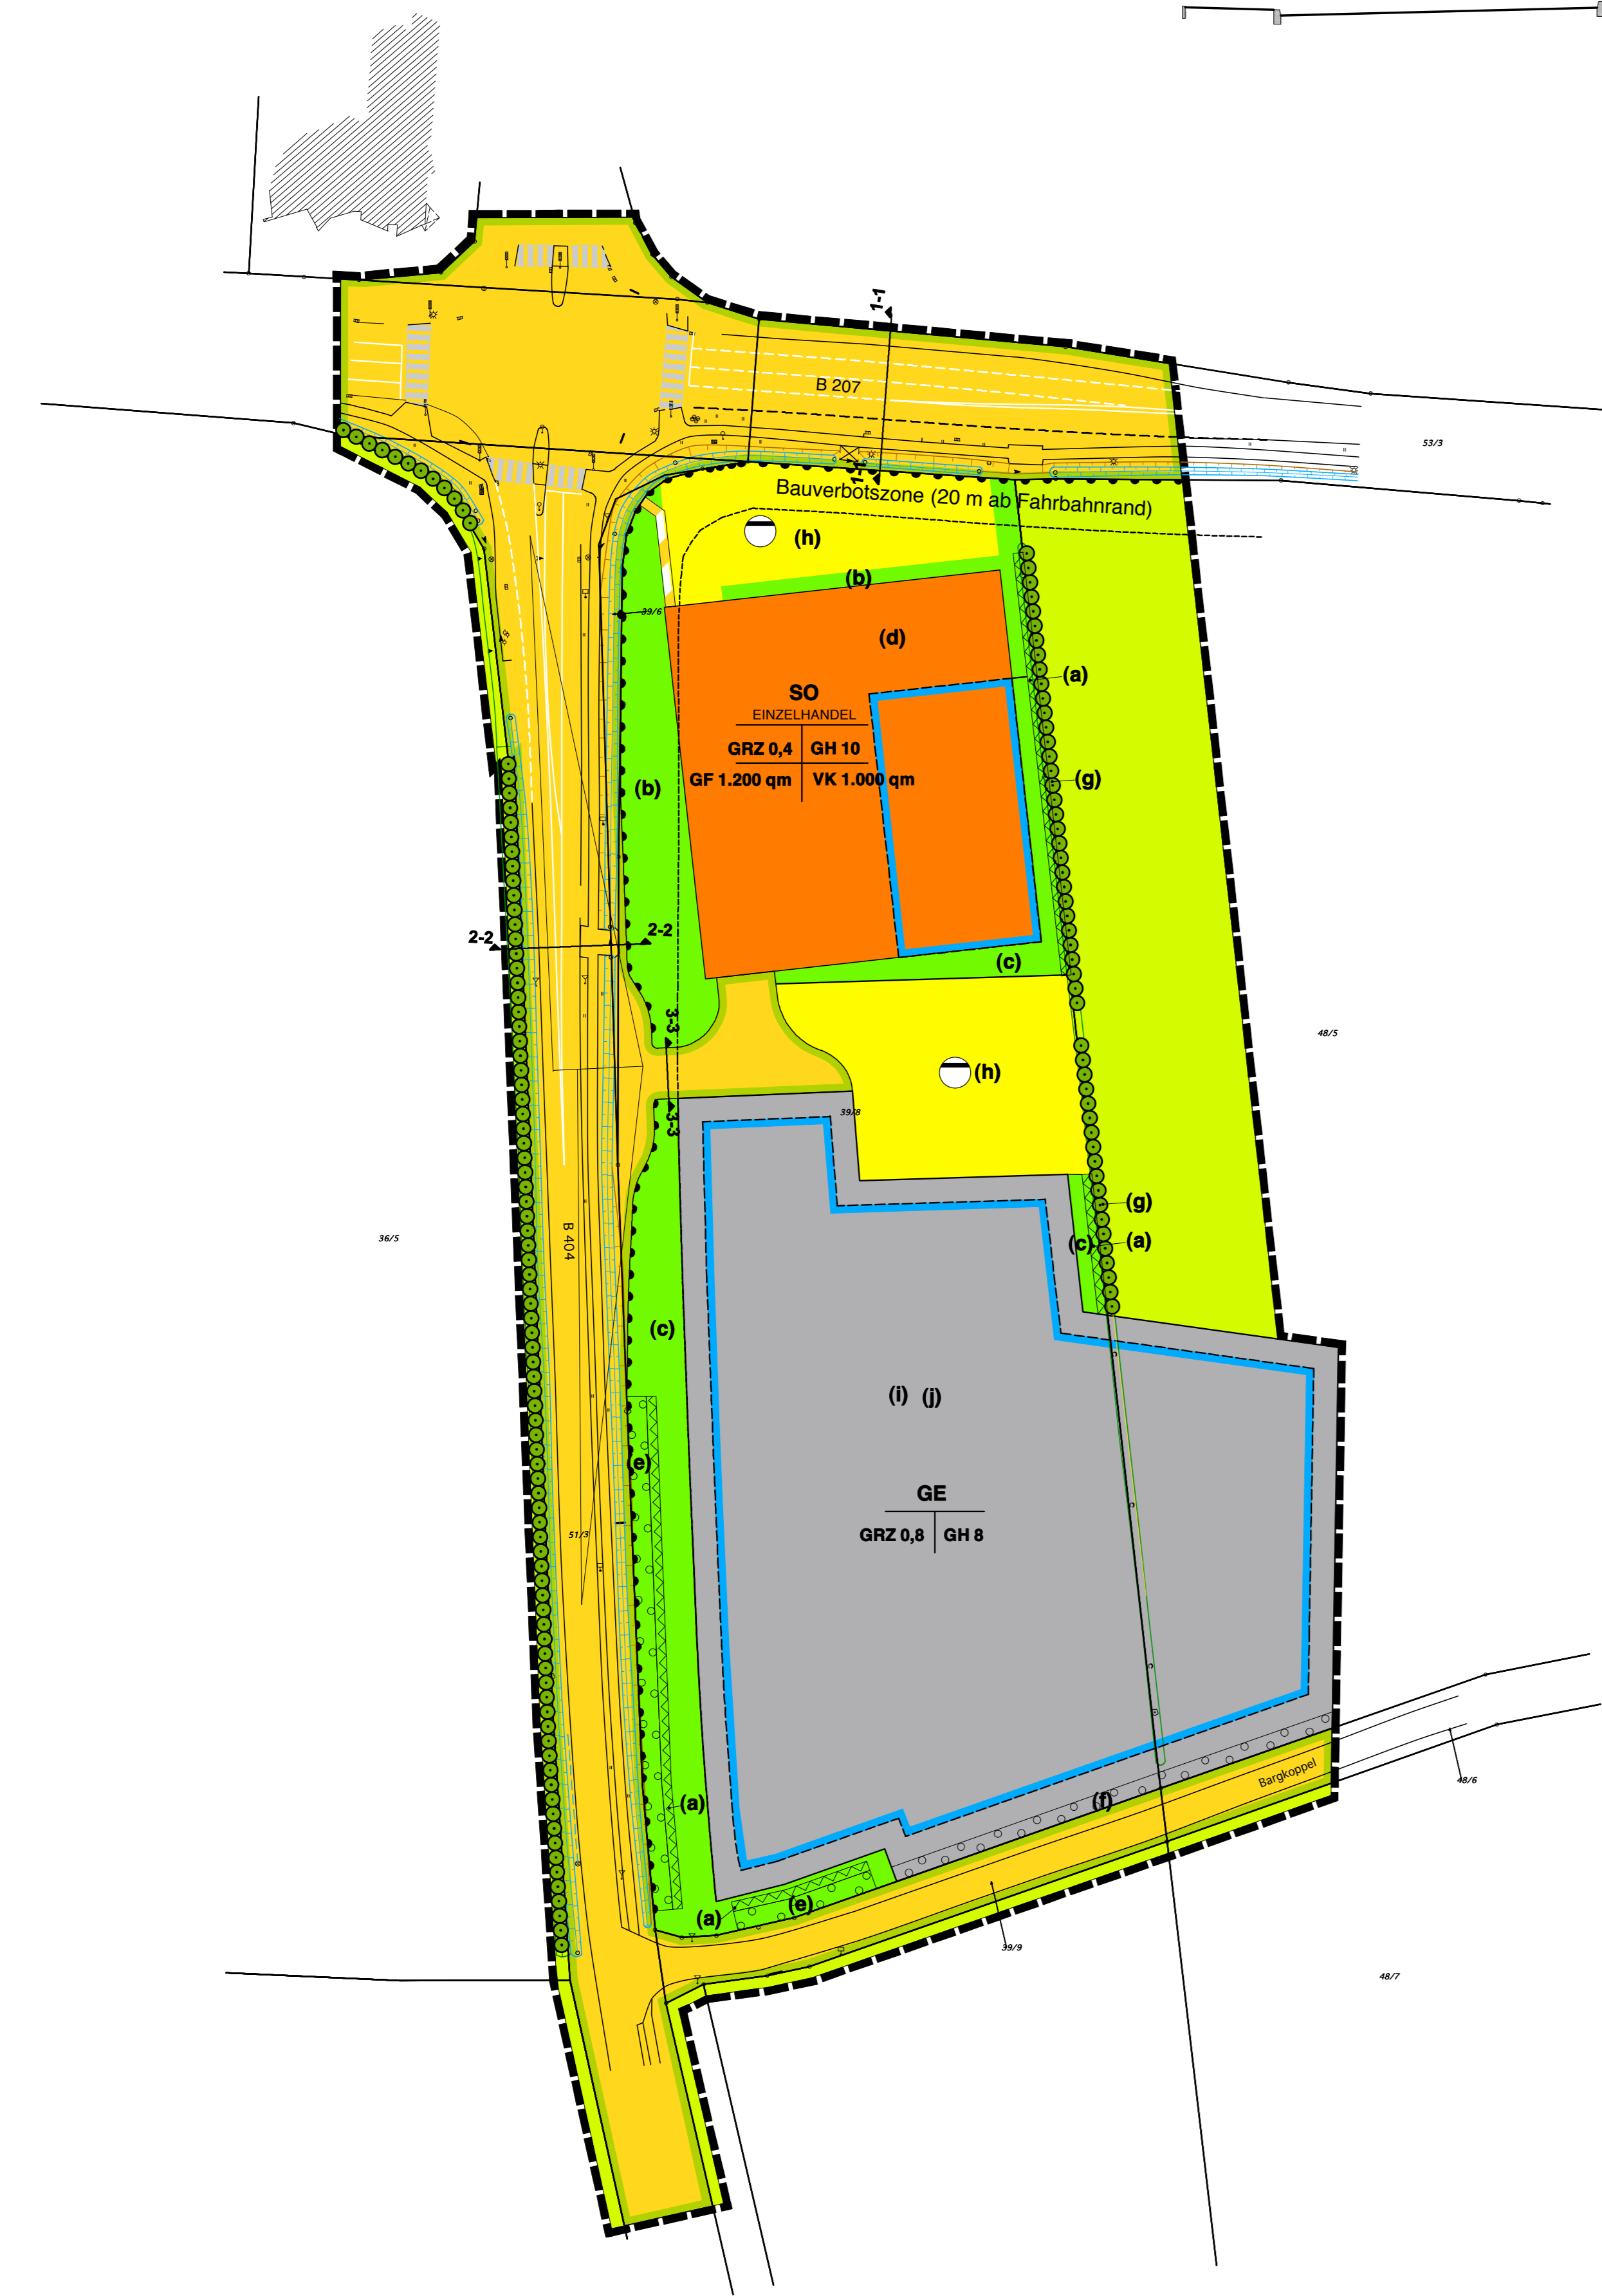 1-1
B 207
53/3
1-1
Bauverbotszone (20 m ab Fahrbahnrand)
(h)
(b)
39/6
(d)
(a)
SO
EINZELHANDEL
GRZ 0,4 GH 10
GF 1.200 qm VK 1.000 qm
(g)
(b)
2-2
2-2
(c)
3-3
48/5
(h)
39/8
3-3
(g)
36/5
B 404
(c)
(a)
(c)
(i) (j)
(e)
GE
GRZ 0,8 GH 8
51/3
Bargkoppel
48/6
(f)
(a)
(e)
(a)
39/9
48/7